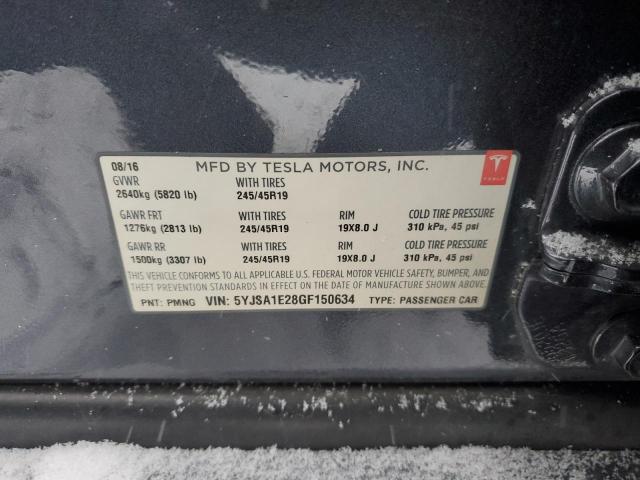 08/16 MFD BY TESLA MOTORS, INC.
TESLA
GVWR WITH TIRES
2640kg (5820 lb) 245/45R19
GAWR FRT WITH TIRES RIM COLD TIRE PRESSURE
1276kg (2813 lb) 245/45R19 19X8.0 J 310 kPa, 45 psi
GAWR RR WITH TIRES RIM COLD TIRE PRESSURE
1500kg (3307 lb) 245/45R19 19X8.0 J 310 kPa, 45 psi
THIS VEHICLE CONFORMS TO ALL APPLICABLE U.S. FEDERAL MOTOR VEHICLE SAFETY, BUMPER, AND
THEFT PREVENTION STANDARDS IN EFFECT ON THE DATE OF MANUFACTURE SHOWN ABOVE.
PNT: PMNG VIN: 5YJSA1E28GF150634 TYPE: PASSENGER CAR